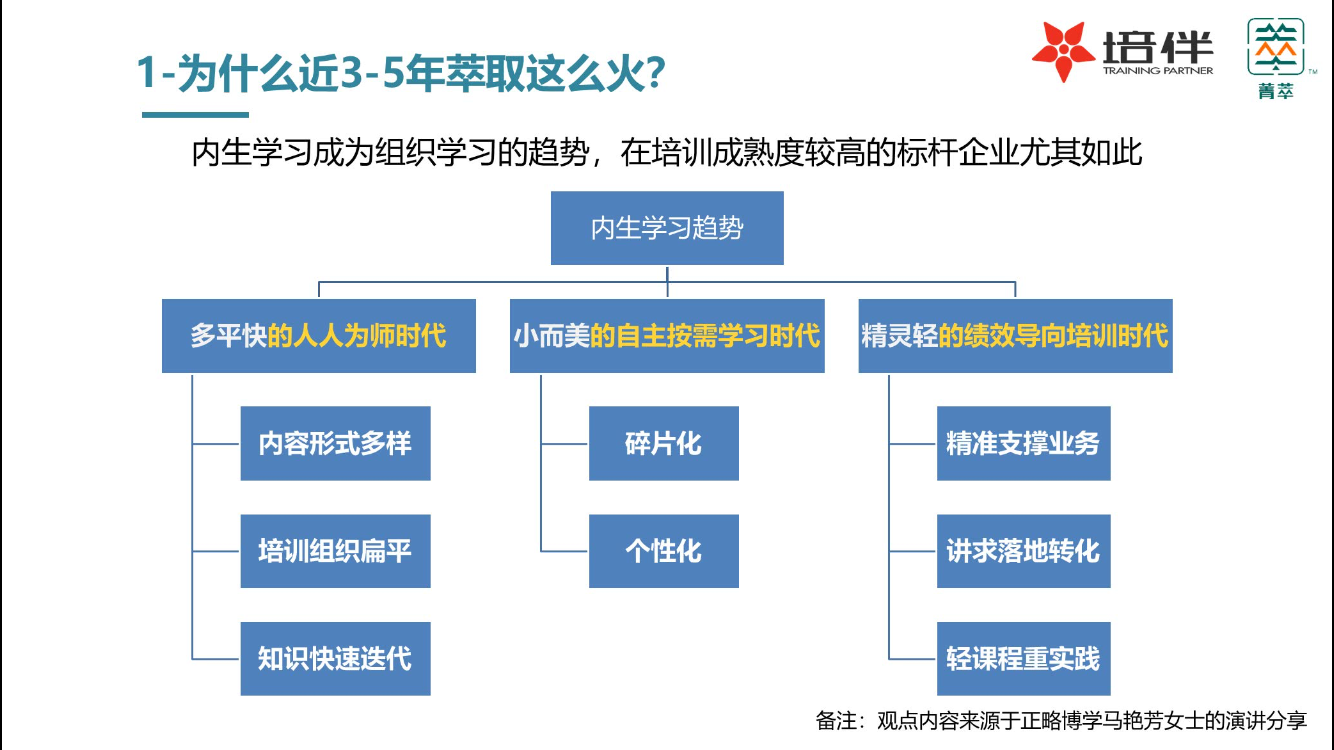 1-为什么近3-5年萃取这么火？
培伴
TRAINING PARTNER
萃
TM
菁萃
内生学习成为组织学习的趋势，在培训成熟度较高的标杆企业尤其如此
内生学习趋势
多平快的人人为师时代
小而美的自主按需学习时代
精灵轻的绩效导向培训时代
内容形式多样
碎片化
精准支撑业务
培训组织扁平
个性化
讲求落地转化
知识快速迭代
轻课程重实践
备注：观点内容来源于正略博学马艳芳女士的演讲分享